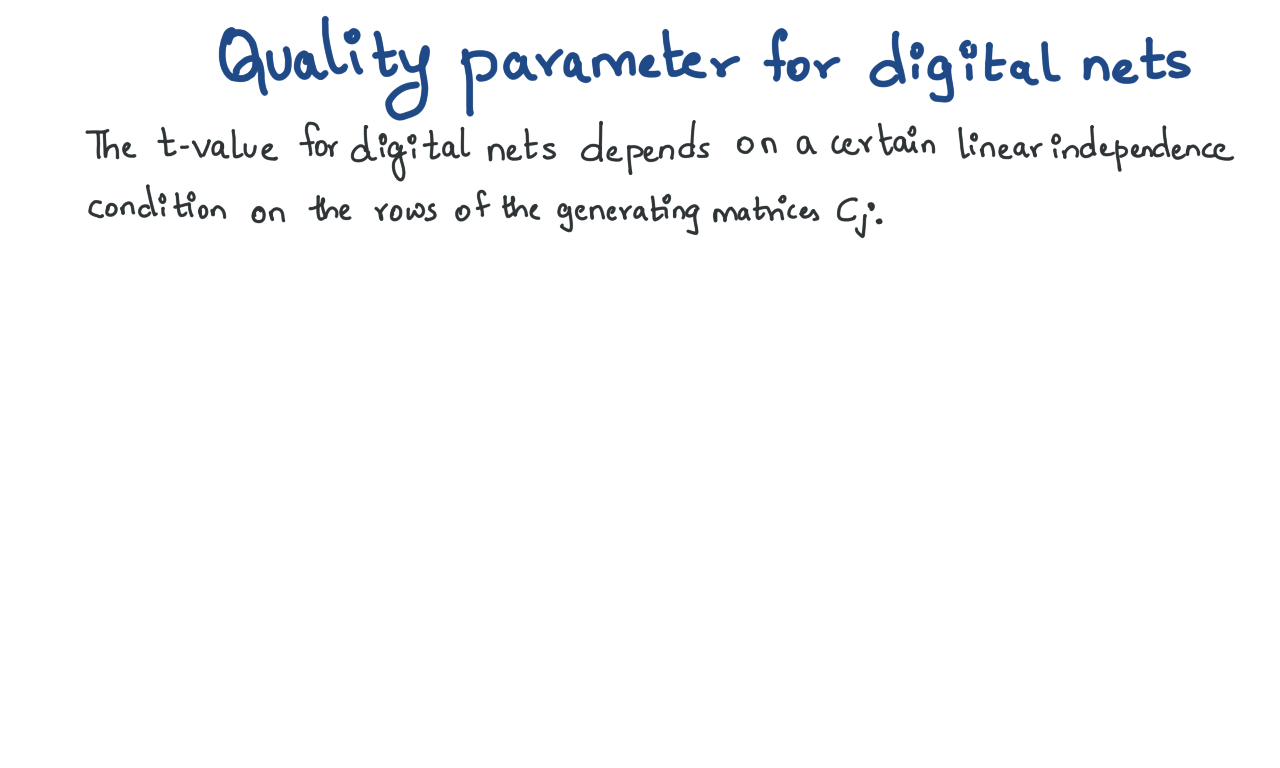 Quality parameter for digital nets
The t-value for digital nets depends on a certain linear independence
condition on the rows of the generating matrices Cj.